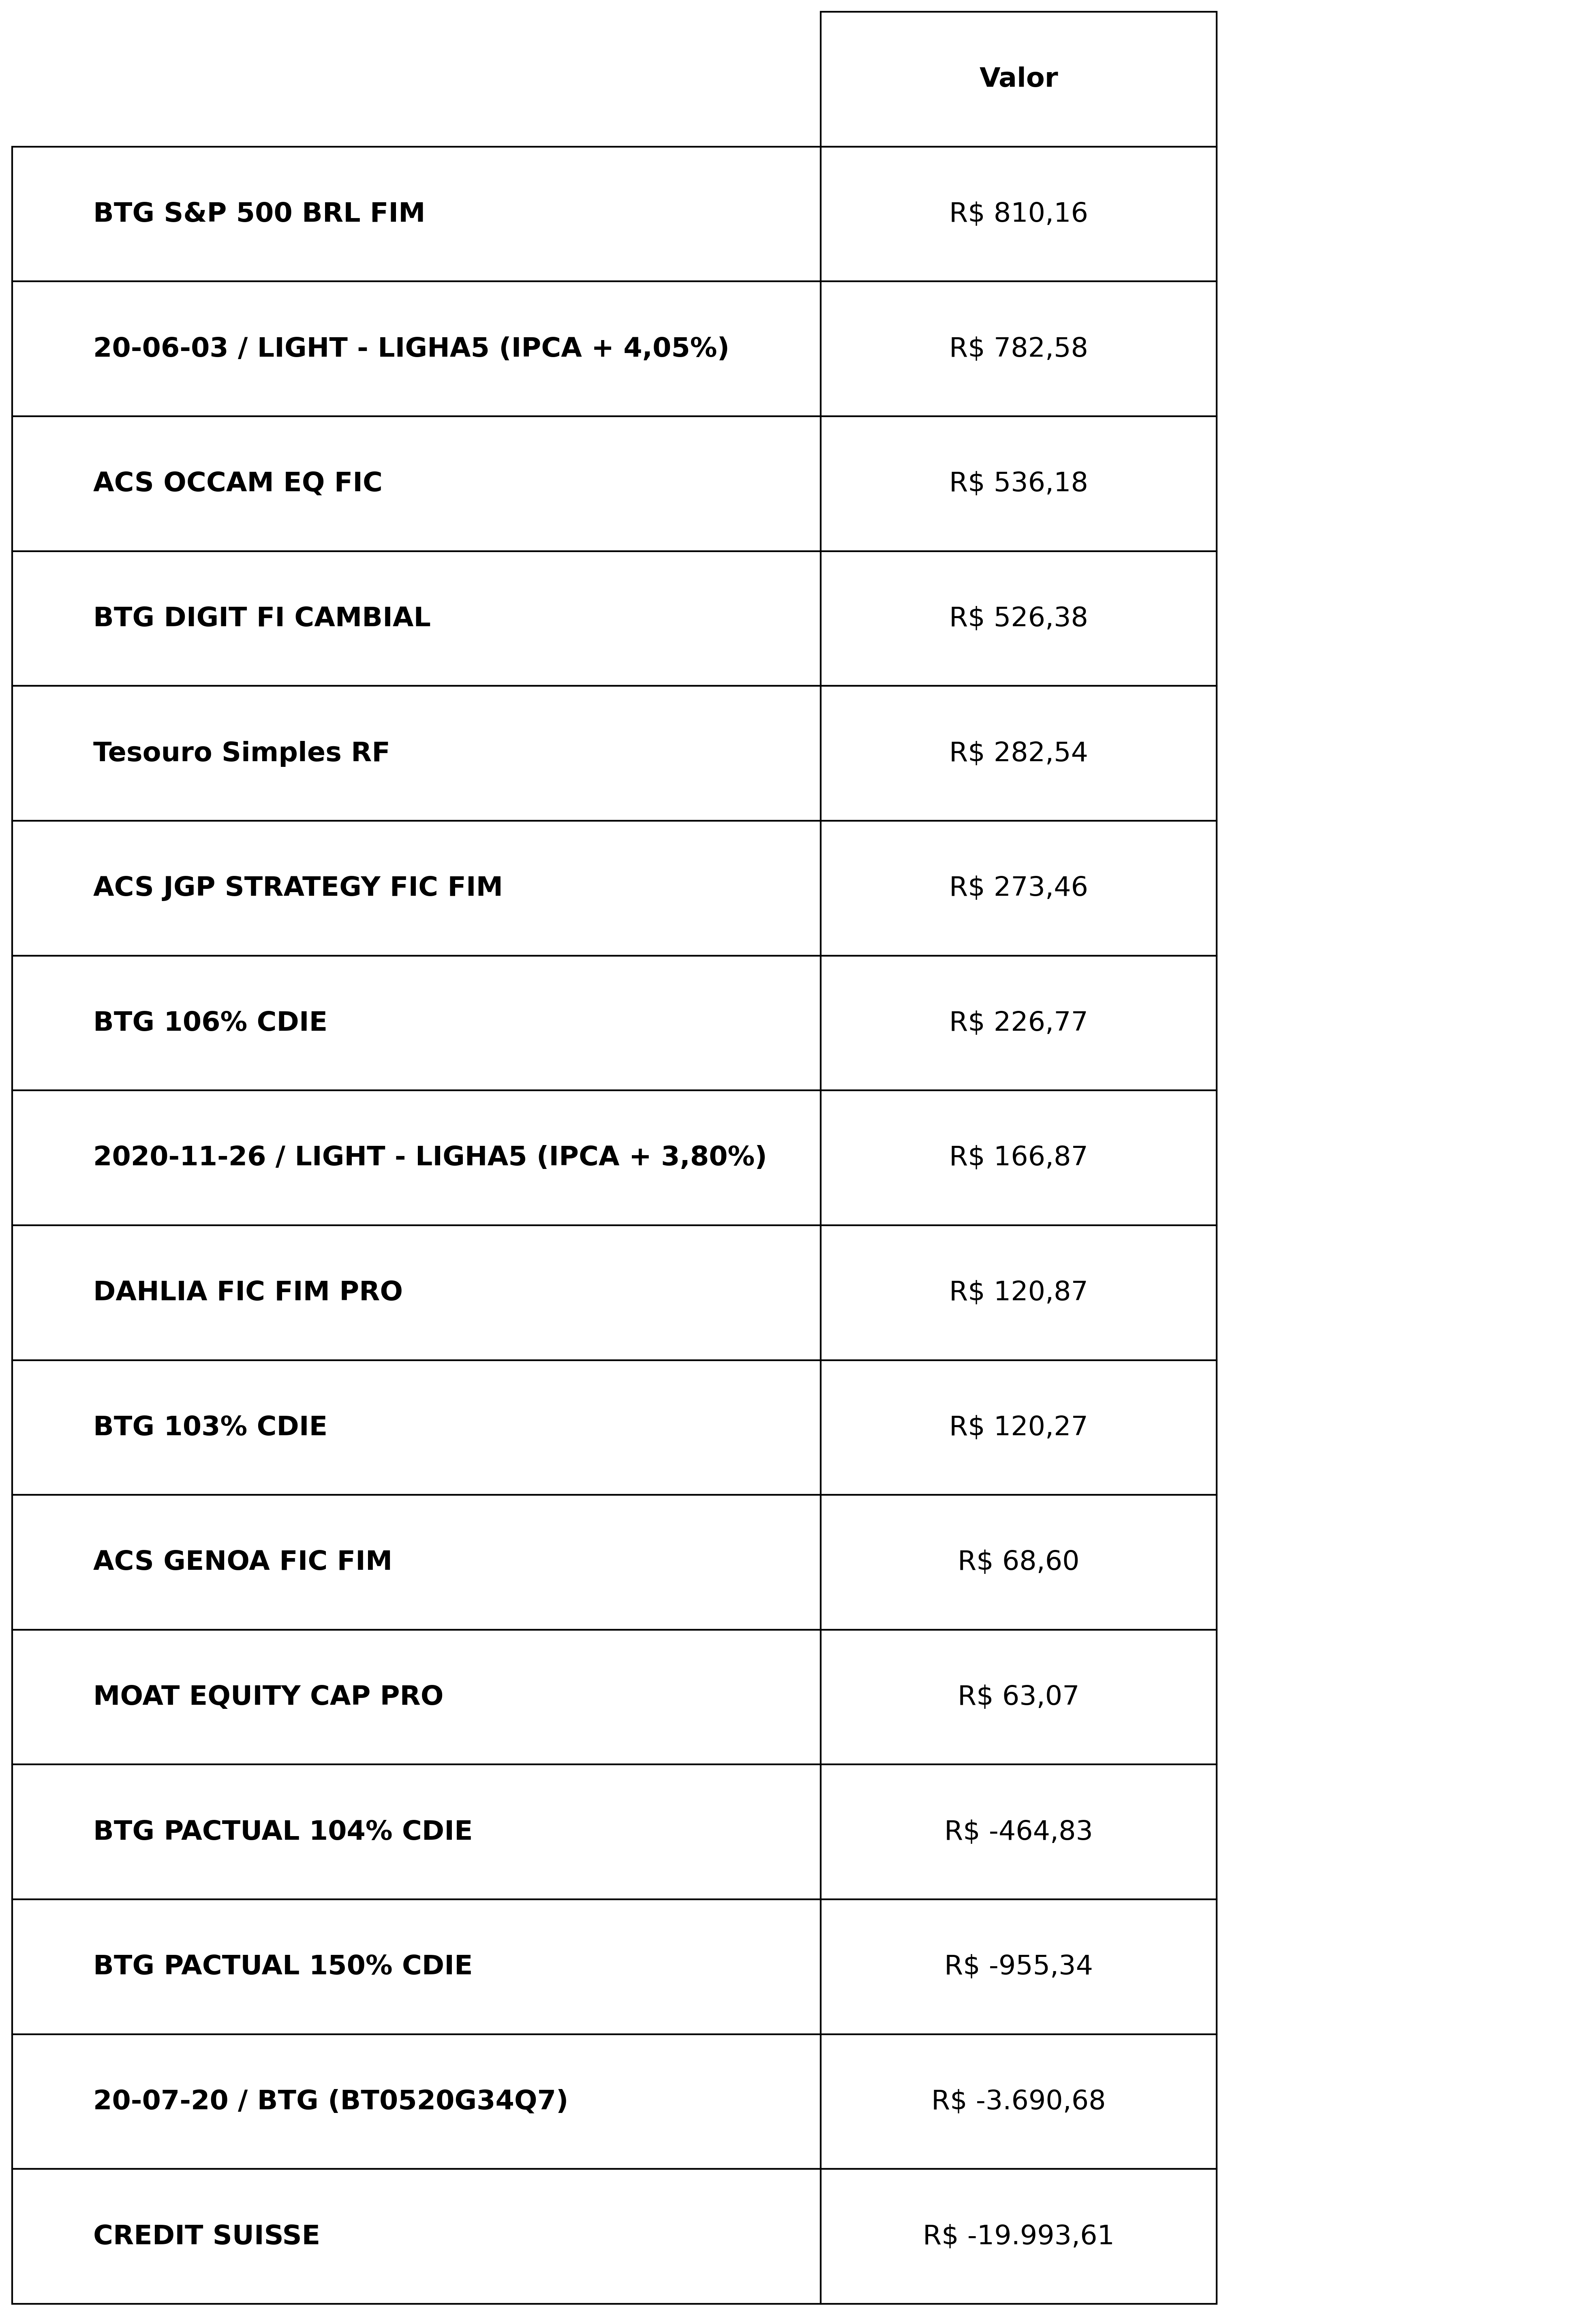 Valor
BTG S&P 500 BRL FIM R$ 810,16
20-06-03 / LIGHT - LIGHA5 (IPCA + 4,05%) R$ 782,58
ACS OCCAM EQ FIC R$ 536,18
BTG DIGIT FI CAMBIAL R$ 526,38
Tesouro Simples RF R$ 282,54
ACS JGP STRATEGY FIC FIM R$ 273,46
BTG 106% CDIE R$ 226,77
2020-11-26 / LIGHT - LIGHA5 (IPCA + 3,80%) R$ 166,87
DAHLIA FIC FIM PRO R$ 120,87
BTG 103% CDIE R$ 120,27
ACS GENOA FIC FIM R$ 68,60
MOAT EQUITY CAP PRO R$ 63,07
BTG PACTUAL 104% CDIE R$ -464,83
BTG PACTUAL 150% CDIE R$ -955,34
20-07-20 / BTG (BT0520G34Q7) R$ -3.690,68
CREDIT SUISSE R$ -19.993,61